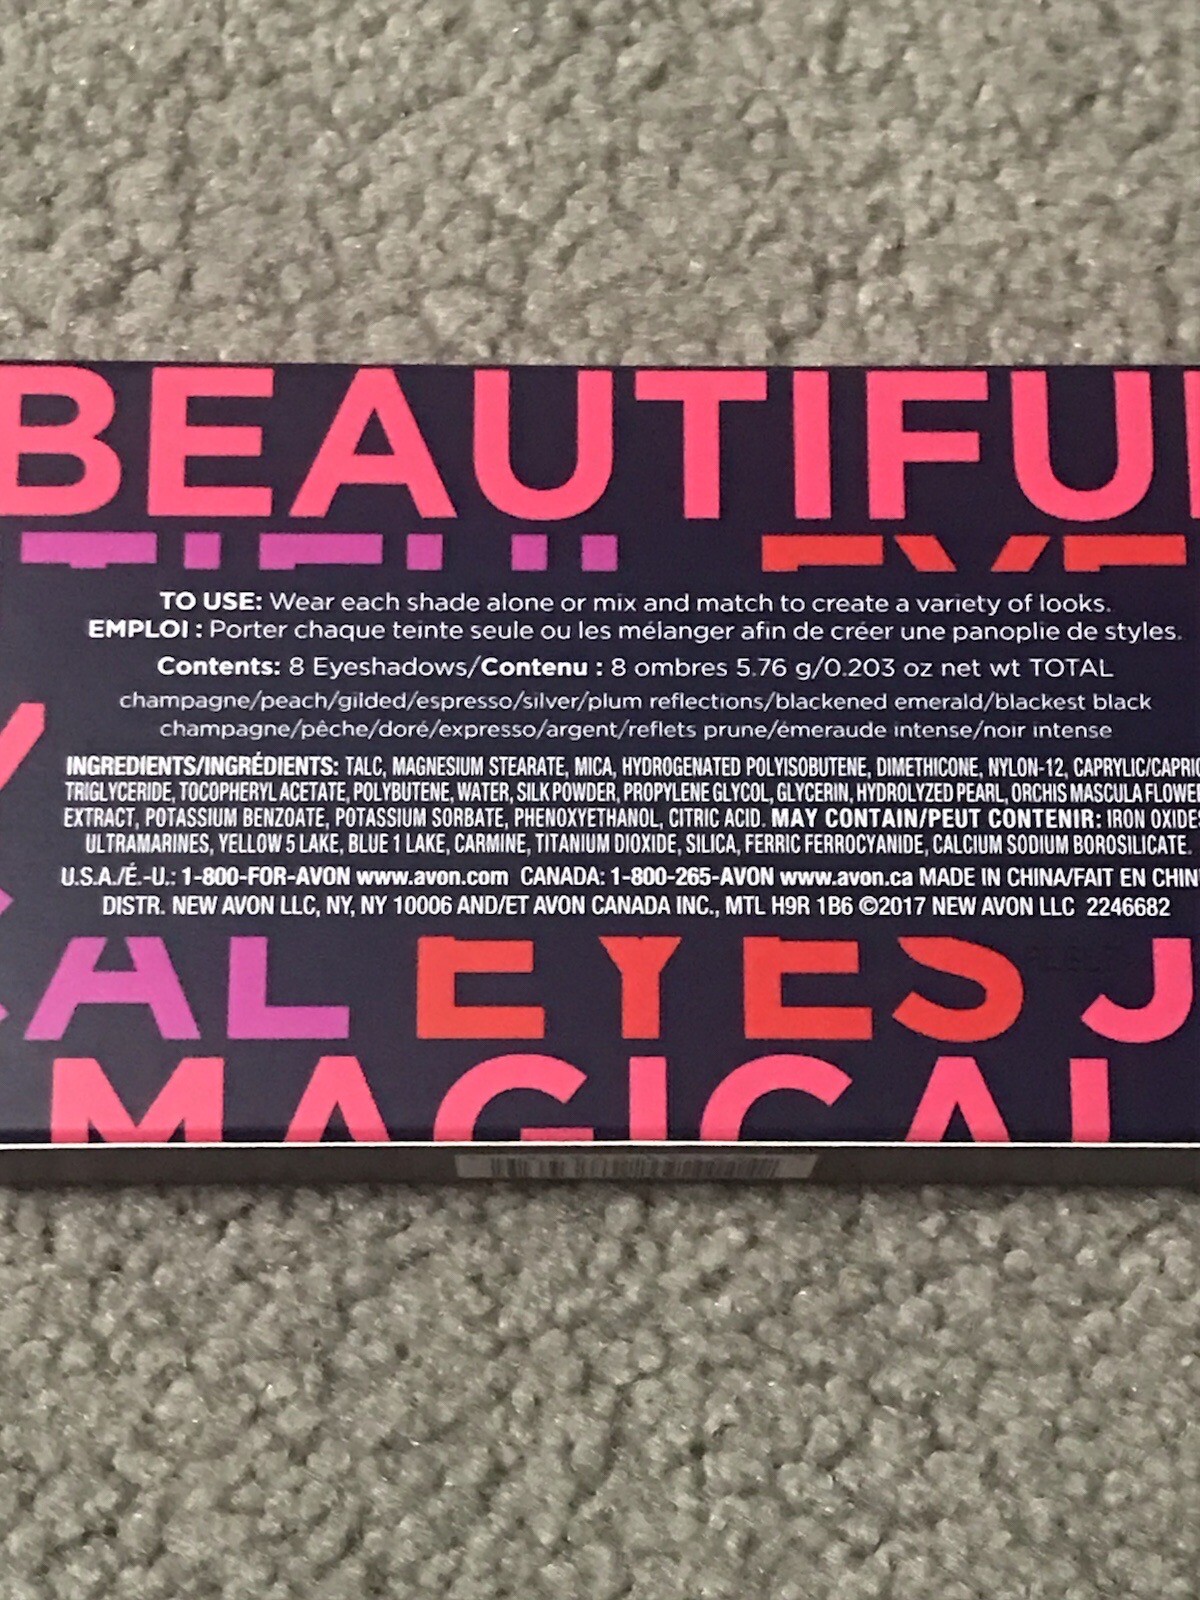 BEAUTIFUL
EYE
TO USE: Wear each shade alone or mix and match to create a variety of looks.
EMPLOI : Porter chaque teinte seule ou les mélanger afin de créer une panoplie de styles.
Contents: 8 Eyeshadows/Contenu : 8 ombres 5.76 g/0.203 oz net wt TOTAL
champagne/peach/gilded/espresso/silver/plum reflections/blackened emerald/blackest black
champagne/pêche/doré/expresso/argent/reflets prune/émeraude intense/noir intense
INGREDIENTS/INGRÉDIENTS: TALC, MAGNESIUM STEARATE, MICA, HYDROGENATED POLYISOBUTENE, DIMETHICONE, NYLON-12, CAPRYLIC/CAPRIC
TRIGLYCERIDE, TOCOPHERYL ACETATE, POLYBUTENE, WATER, SILK POWDER, PROPYLENE GLYCOL, GLYCERIN, HYDROLYZED PEARL, ORCHIS MASCULA FLOWER
EXTRACT, POTASSIUM BENZOATE, POTASSIUM SORBATE, PHENOXYETHANOL, CITRIC ACID. MAY CONTAIN/PEUT CONTENIR: IRON OXIDES
ULTRAMARINES, YELLOW 5 LAKE, BLUE 1 LAKE, CARMINE, TITANIUM DIOXIDE, SILICA, FERRIC FERROCYANIDE, CALCIUM SODIUM BOROSILICATE.
U.S.A./É.-U.: 1-800-FOR-AVON www.avon.com CANADA: 1-800-265-AVON www.avon.ca MADE IN CHINA/FAIT EN CHIN
DISTR. NEW AVON LLC, NY, NY 10006 AND/ET AVON CANADA INC., MTL H9R 1B6 ©2017 NEW AVON LLC 2246682
CAL EYES J
MAGICAL